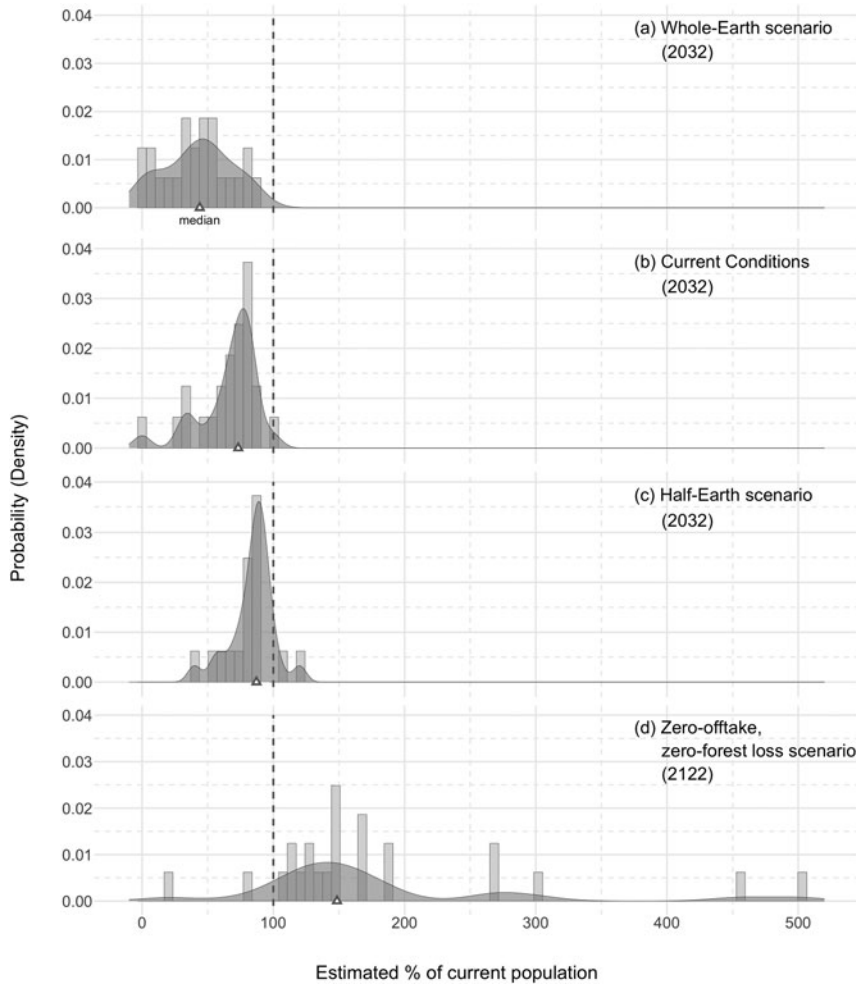 0.04
(a) Whole-Earth scenario
(2032)
0.03
0.02
0.01
0.00
median
0.04
(b) Current Conditions
(2032)
0.03
0.02
0.01
0.00
Probability (Density)
0.04
(c) Half-Earth scenario
(2032)
0.03
0.02
0.01
0.00
0.04
(d) Zero-offtake,
zero-forest loss scenario
(2122)
0.03
0.02
0.01
0.00
0 100 200 300 400 500
Estimated % of current population